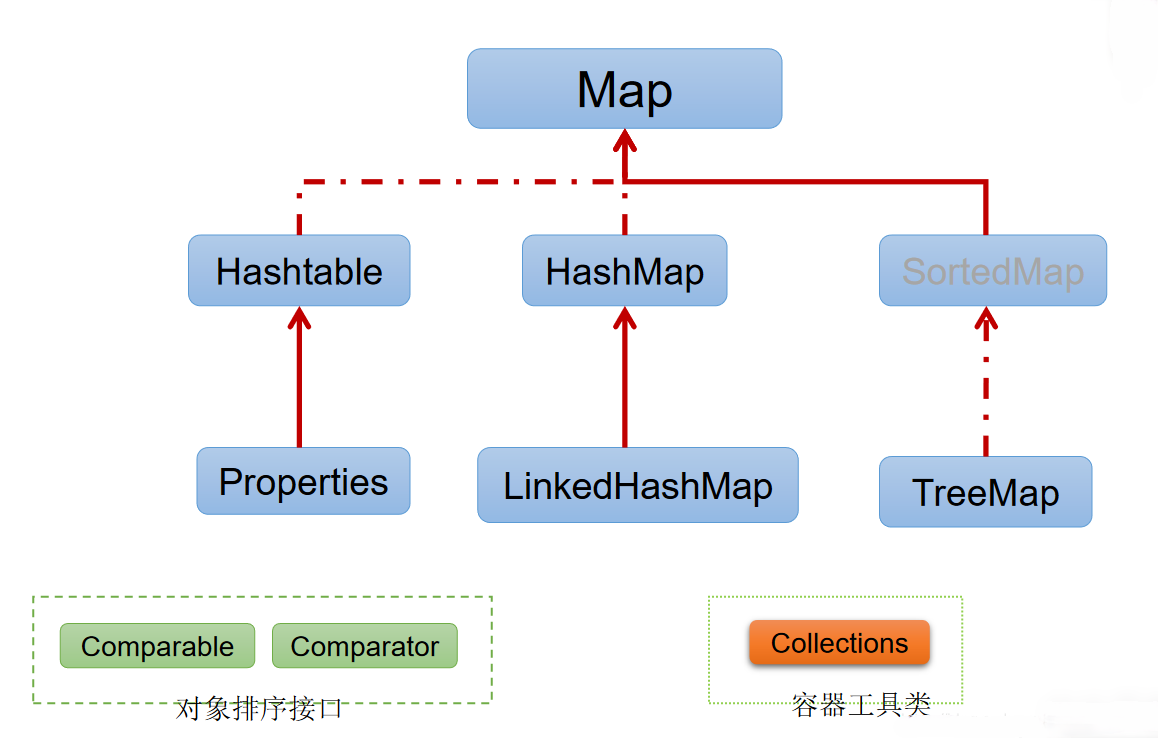 Map
Hashtable
HashMap
SortedMap
Properties
LinkedHashMap
TreeMap
Comparable
Comparator
Collections
对象排序接口
容器工具类